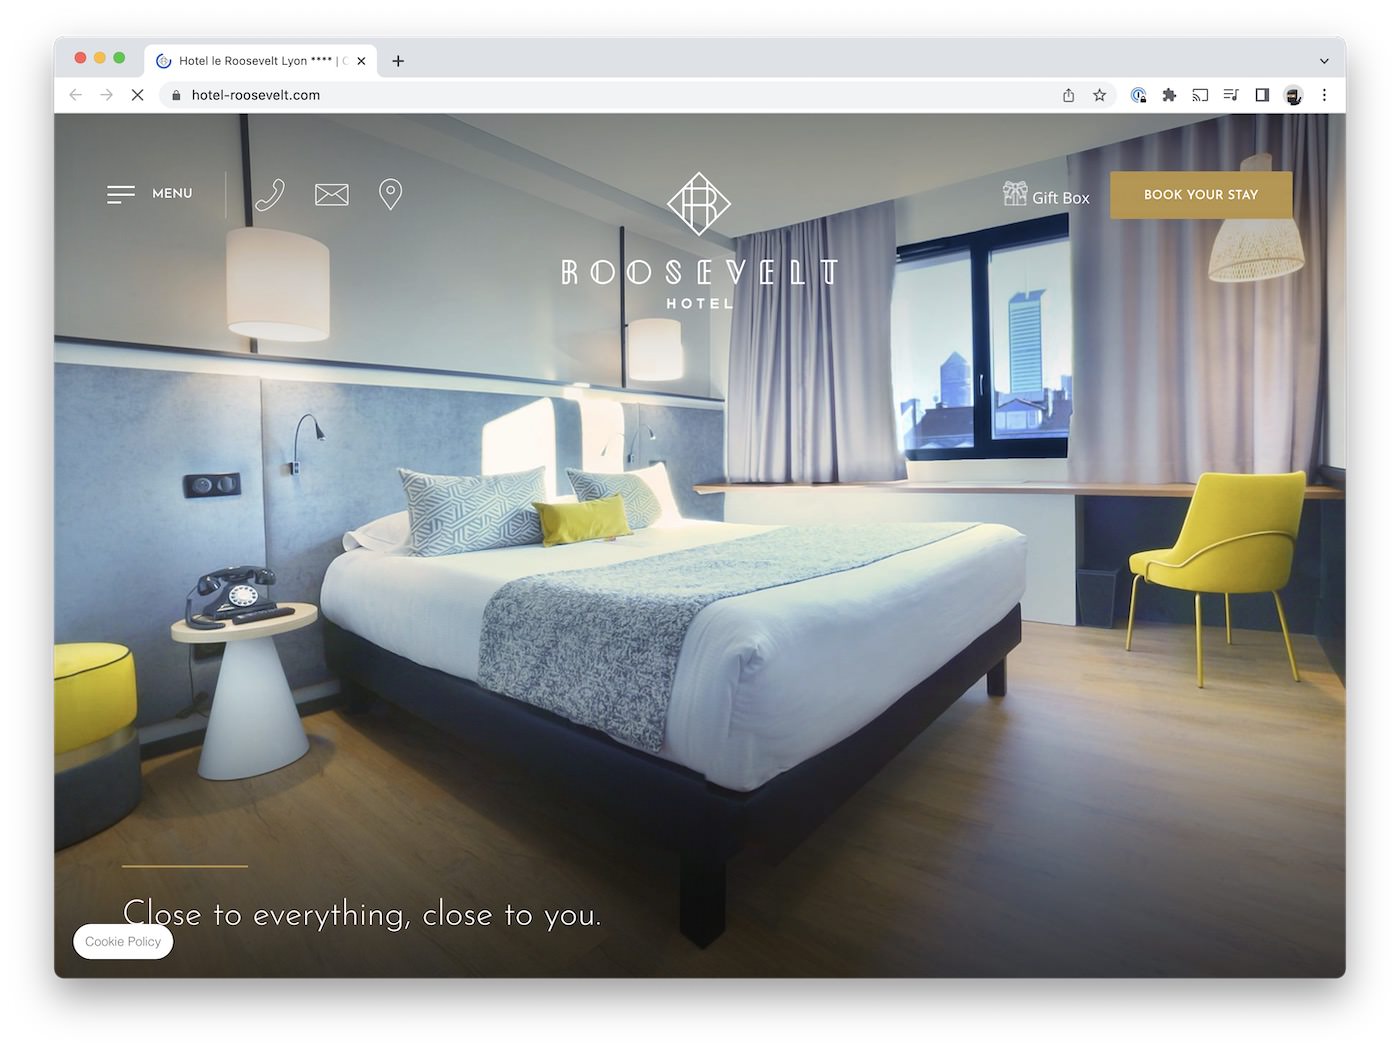 Hotel le Roosevelt Lyon **** |
hotel-roosevelt.com
MENU
Gift Box
BOOK YOUR STAY
ROOSEVELT
HOTEL
Close to everything, close to you.
Cookie Policy